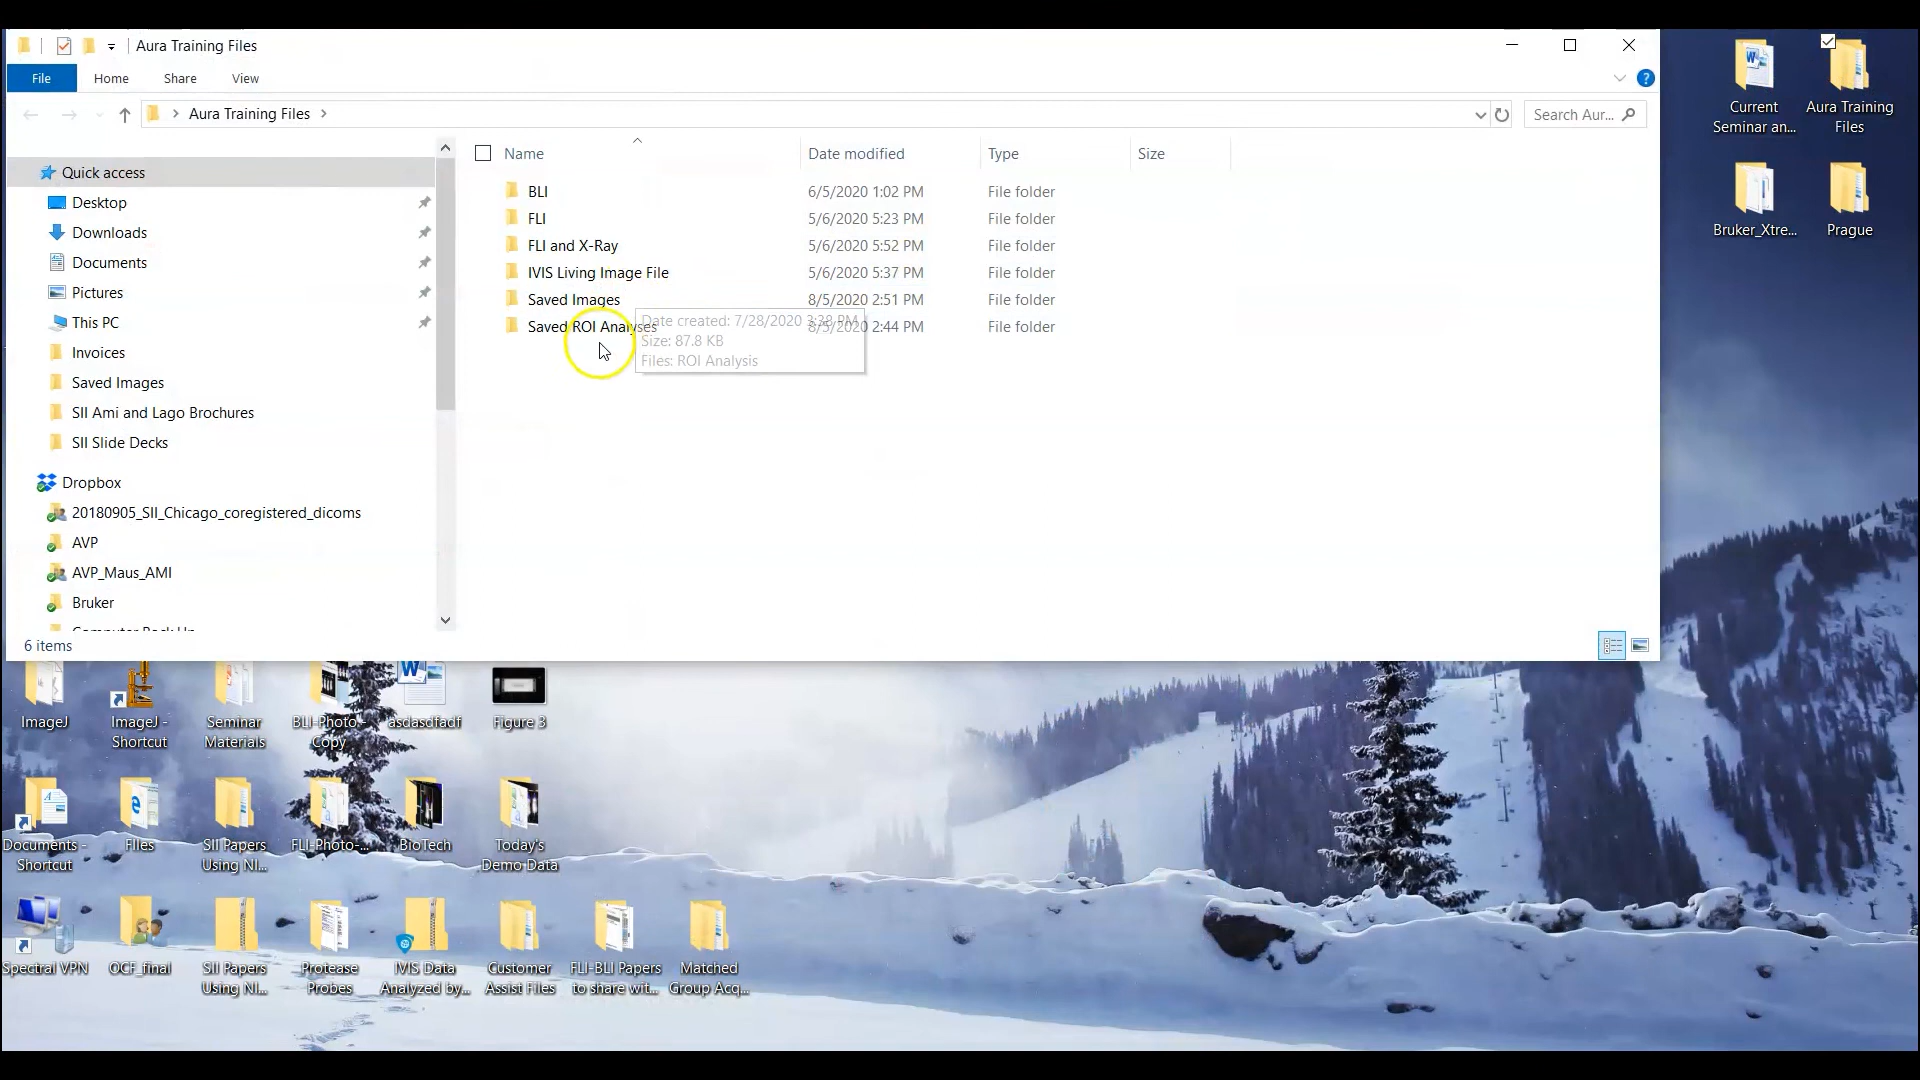 Aura Training Files
File Home Share View
Aura Training Files
Search Aur...
Name Date modified Type Size
BLI 6/5/2020 1:02 PM File folder
FLI 5/6/2020 5:23 PM File folder
FLI and X-Ray 5/6/2020 5:52 PM File folder
IVIS Living Image File 5/6/2020 5:37 PM File folder
Saved Images 8/5/2020 2:51 PM File folder
Saved ROI Analyses 8/5/2020 2:44 PM File folder
Date created: 7/28/2020 3:38 PM
Size: 87.8 KB
Files: ROI Analysis
Quick access
Desktop
Downloads
Documents
Pictures
This PC
Invoices
Saved Images
SII Ami and Lago Brochures
SII Slide Decks
Dropbox
20180905_SII_Chicago_coregistered_dicoms
AVP
AVP_Maus_AMI
Bruker
Computer Back Up
6 items
Current
Seminar an...
Aura Training
Files
Bruker_Xtre...
Prague
ImageJ
ImageJ -
Shortcut
Seminar
Materials
BLI-Photo-...
Copy
asdasdfadf
Figure 3
Documents -
Shortcut
FIles
SII Papers
Using NI...
FLI-Photo-...
BioTech
Today's
Demo Data
Spectral VPN
OCF_final
SII Papers
Using NI...
Protease
Probes
IVIS Data
Analyzed by...
Customer
Assist Files
FLI-BLI Papers
to share wit...
Matched
Group Acq...